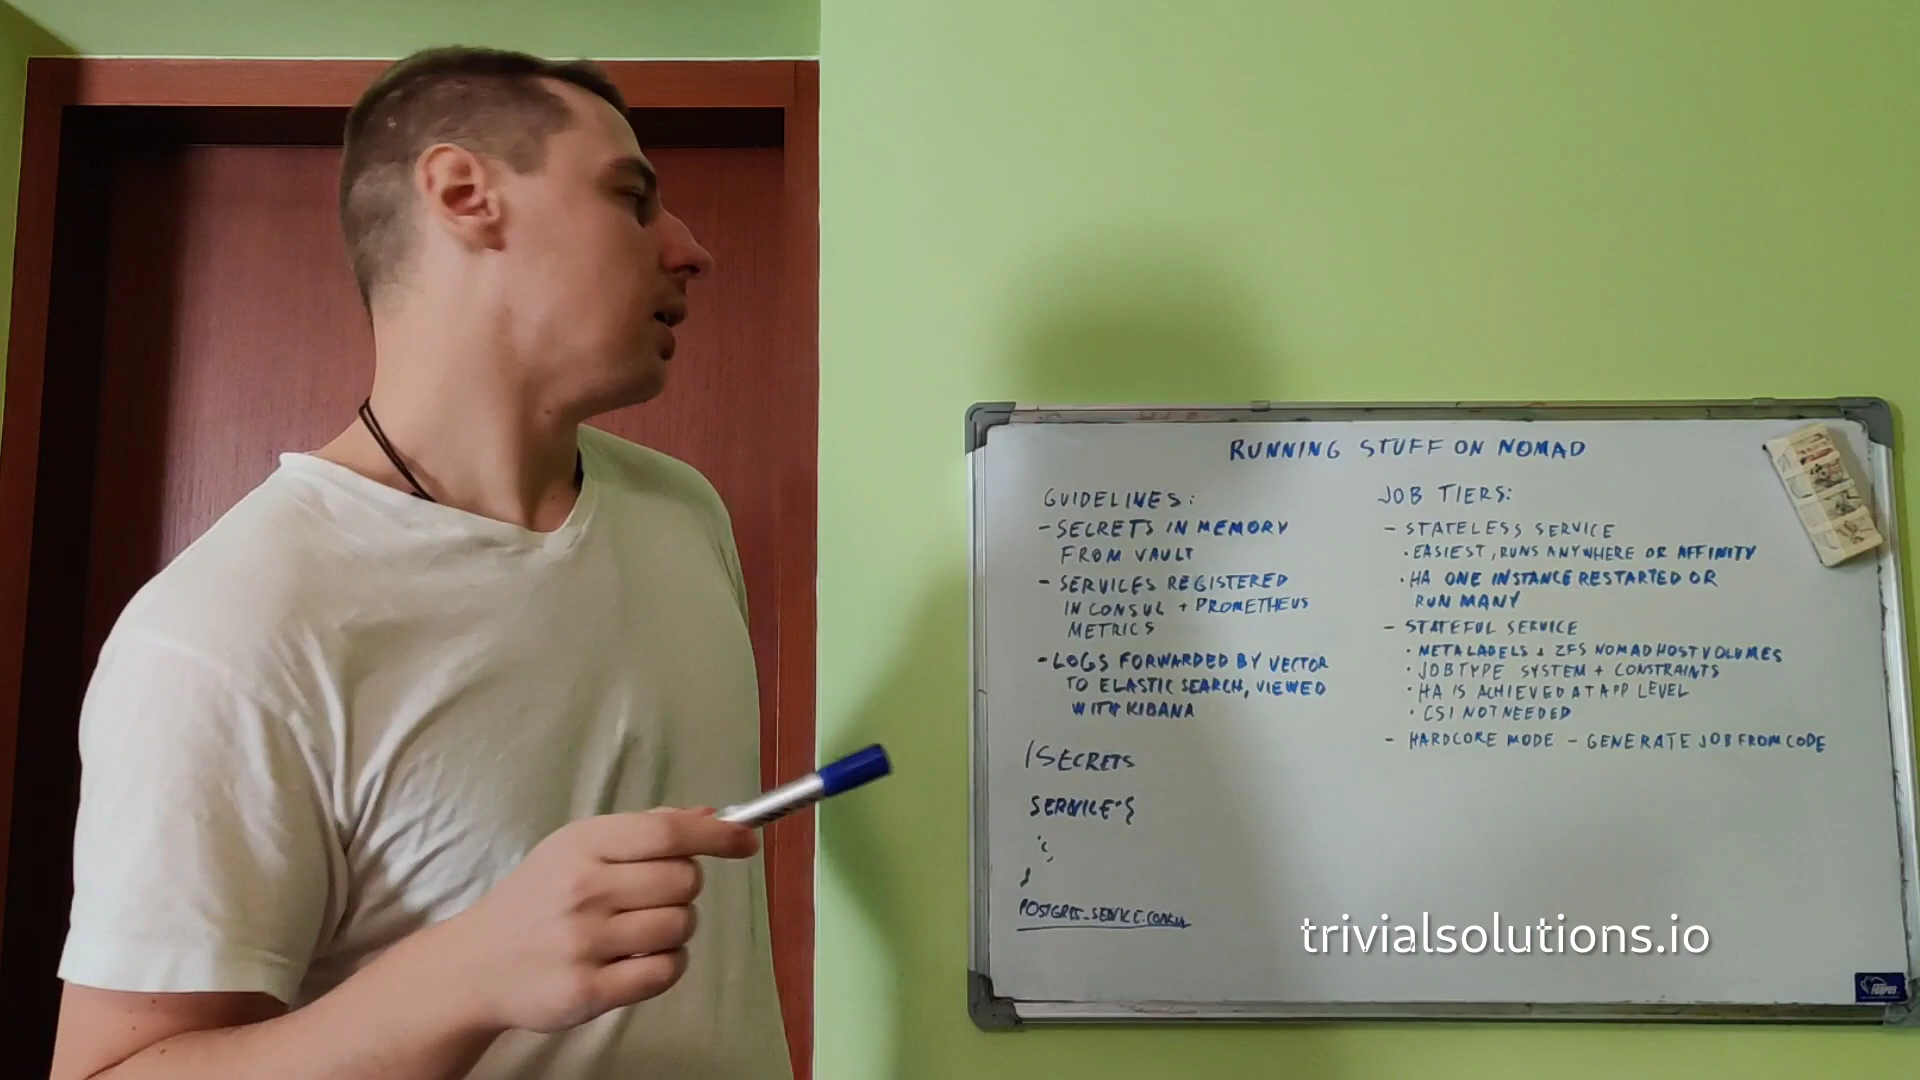 RUNNING STUFF ON NOMAD
GUIDELINES:
- SECRETS IN MEMORY
FROM VAULT
- SERVICES REGISTERED
IN CONSUL + PROMETHEUS
METRICS
- LOGS FORWARDED BY VECTOR
TO ELASTIC SEARCH, VIEWED
WITH KIBANA
/SECRETS
SERVICE {
}
JOB TIERS:
- STATELESS SERVICE
· EASIEST, RUNS ANYWHERE OR AFFINITY
· HA ONE INSTANCE RESTARTED OR
RUN MANY
- STATEFUL SERVICE
· META LABELS + ZFS NOMAD HOST VOLUMES
· JOB TYPE SYSTEM + CONSTRAINTS
· HA IS ACHIEVED AT APP LEVEL
· CSI NOT NEEDED
- HARDCORE MODE - GENERATE JOB FROM CODE
trivialsolutions.io